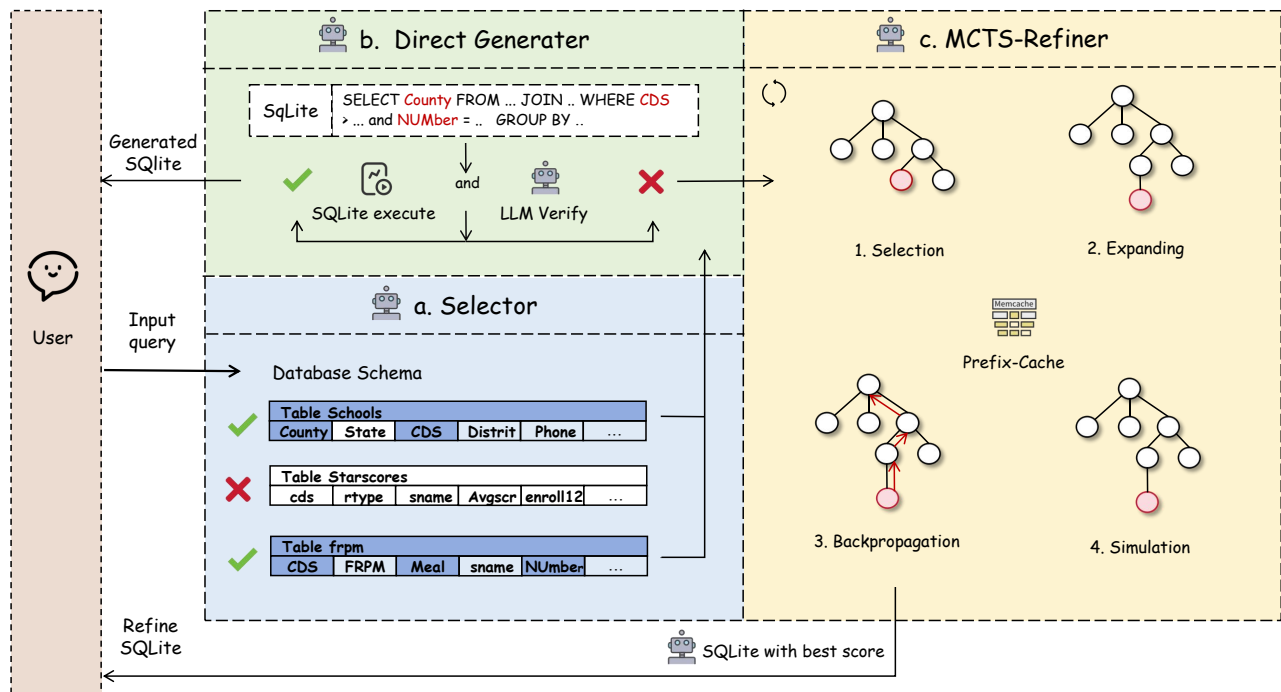 b. Direct Generater
c. MCTS-Refiner
SqLite
SELECT County FROM ... JOIN .. WHERE CDS
> ... and NUMber = .. GROUP BY ..
Generated
SQlite
and
SQLite execute
LLM Verify
1. Selection
2. Expanding
a. Selector
User
Input
query
Database Schema
Table Schools
County State CDS Distrit Phone ...
Table Starscores
cds rtype sname Avgscr enroll12 ...
Table frpm
CDS FRPM Meal sname NUmber ...
Memcache
Prefix-Cache
3. Backpropagation
4. Simulation
Refine
SQLite
SQLite with best score